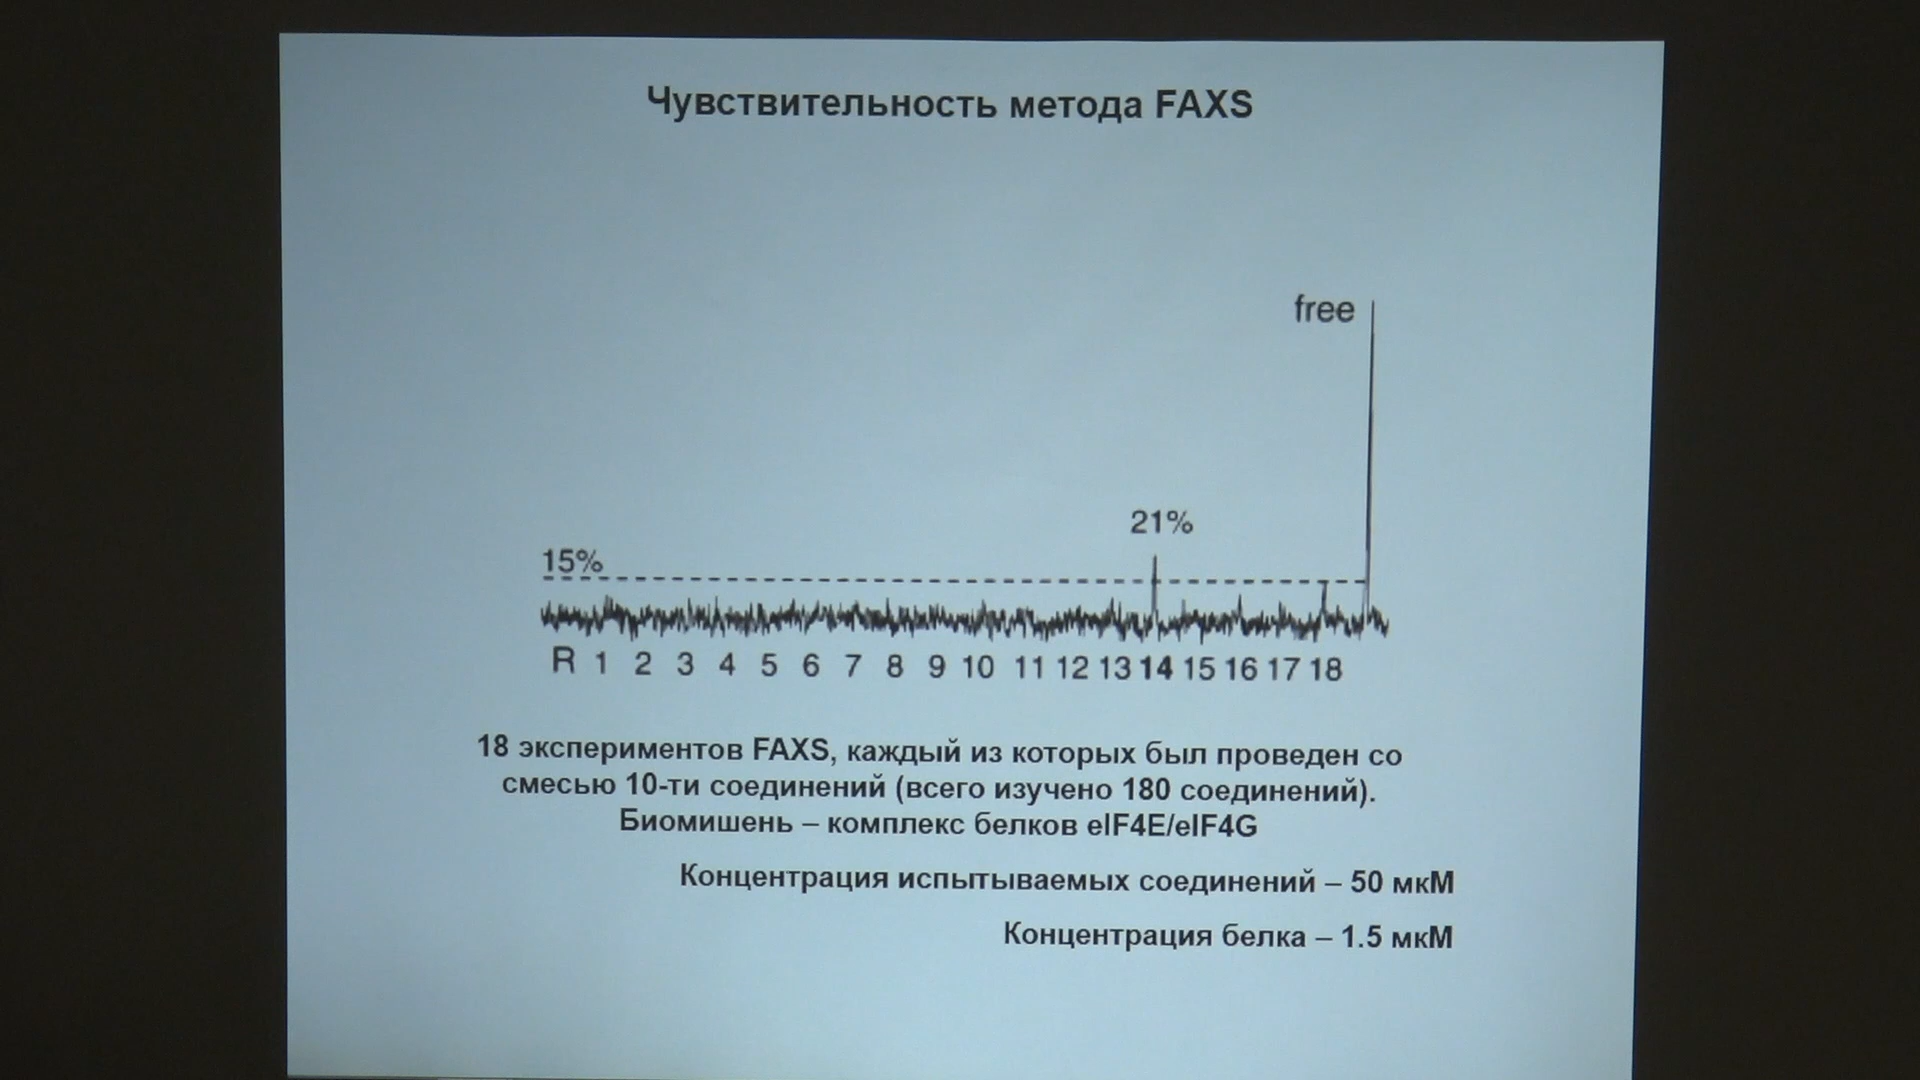 Чувствительность метода FAXS
free
21%
15%
R 1 2 3 4 5 6 7 8 9 10 11 12 13 14 15 16 17 18
18 экспериментов FAXS, каждый из которых был проведен со
смесью 10-ти соединений (всего изучено 180 соединений).
Биомишень – комплекс белков eIF4E/eIF4G
Концентрация испытываемых соединений – 50 мкМ
Концентрация белка – 1.5 мкМ